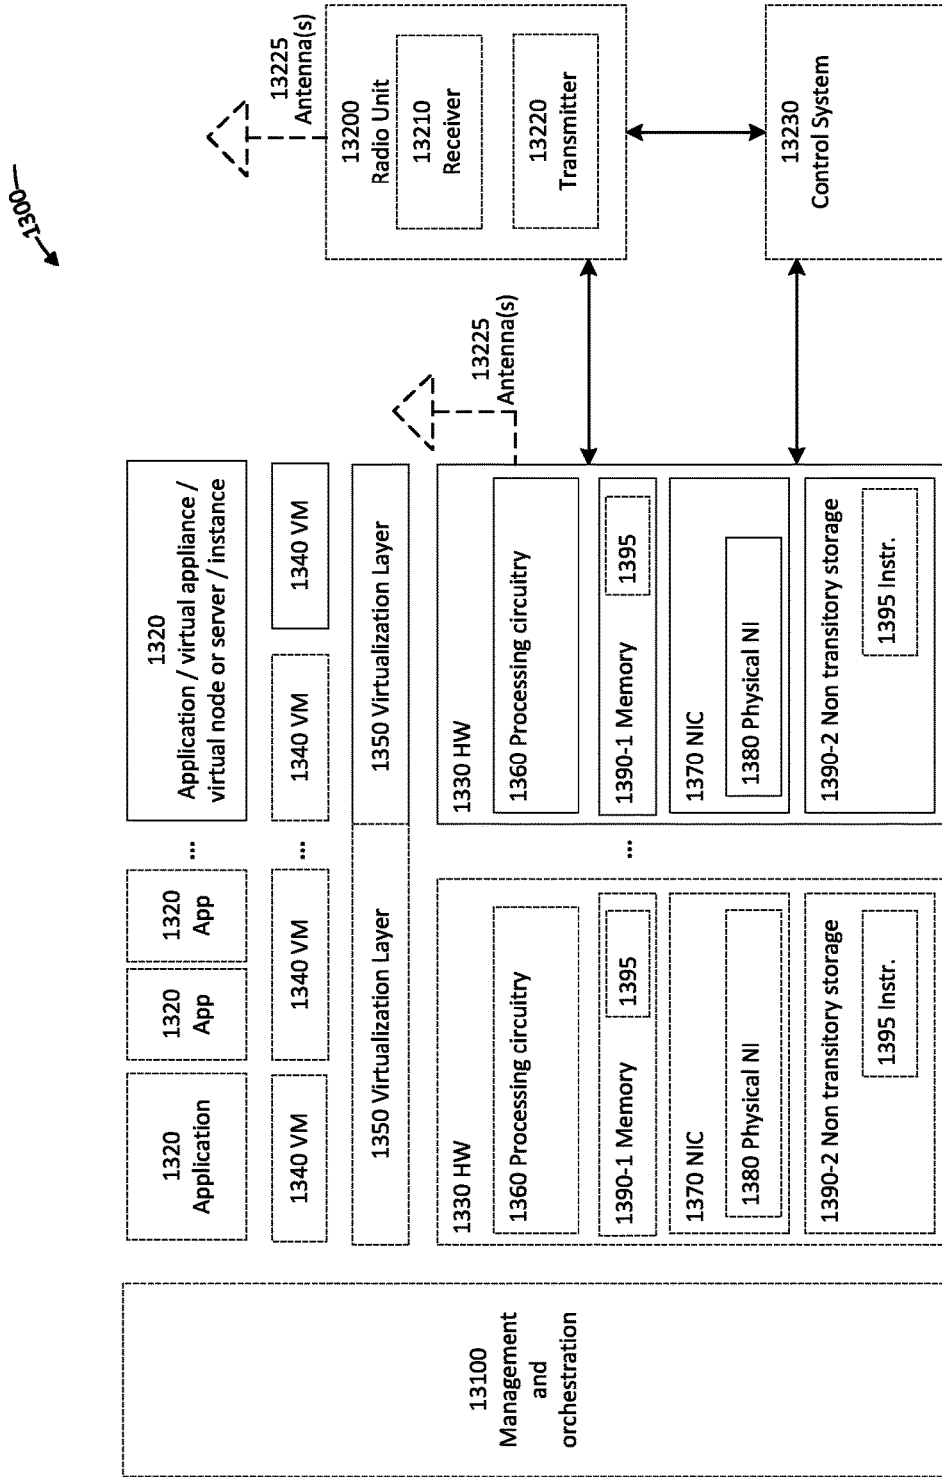 1300
13100
Management
and
orchestration
1320
Application
1320
App
1320
App
...
1320
Application / virtual appliance /
virtual node or server / instance
1340 VM
1340 VM
...
1340 VM
1340 VM
1350 Virtualization Layer
1350 Virtualization Layer
1330 HW
1360 Processing circuitry
1390-1 Memory
1395
1370 NIC
1380 Physical NI
1390-2 Non transitory storage
1395 Instr.
...
1330 HW
1360 Processing circuitry
1390-1 Memory
1395
1370 NIC
1380 Physical NI
1390-2 Non transitory storage
1395 Instr.
13225
Antenna(s)
13225
Antenna(s)
13200
Radio Unit
13210
Receiver
13220
Transmitter
13230
Control System